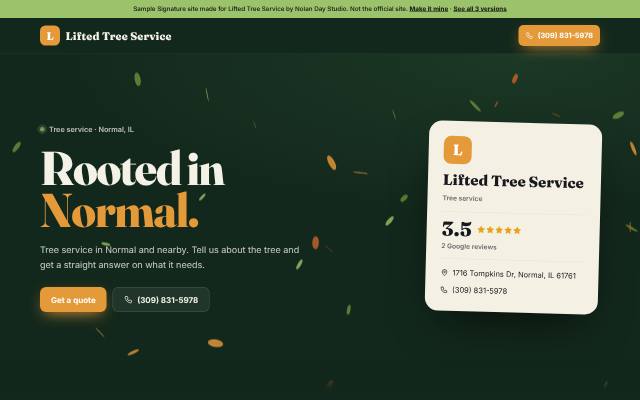 Sample Signature site made for Lifted Tree Service by Nolan Day Studio. Not the official site. Make it mine · See all 3 versions
L Lifted Tree Service
(309) 831-5978
Tree service · Normal, IL
Rooted in
Normal.
Tree service in Normal and nearby. Tell us about the tree and
get a straight answer on what it needs.
Get a quote
(309) 831-5978
L
Lifted Tree Service
Tree service
3.5 ★★★★★
2 Google reviews
1716 Tompkins Dr, Normal, IL 61761
(309) 831-5978